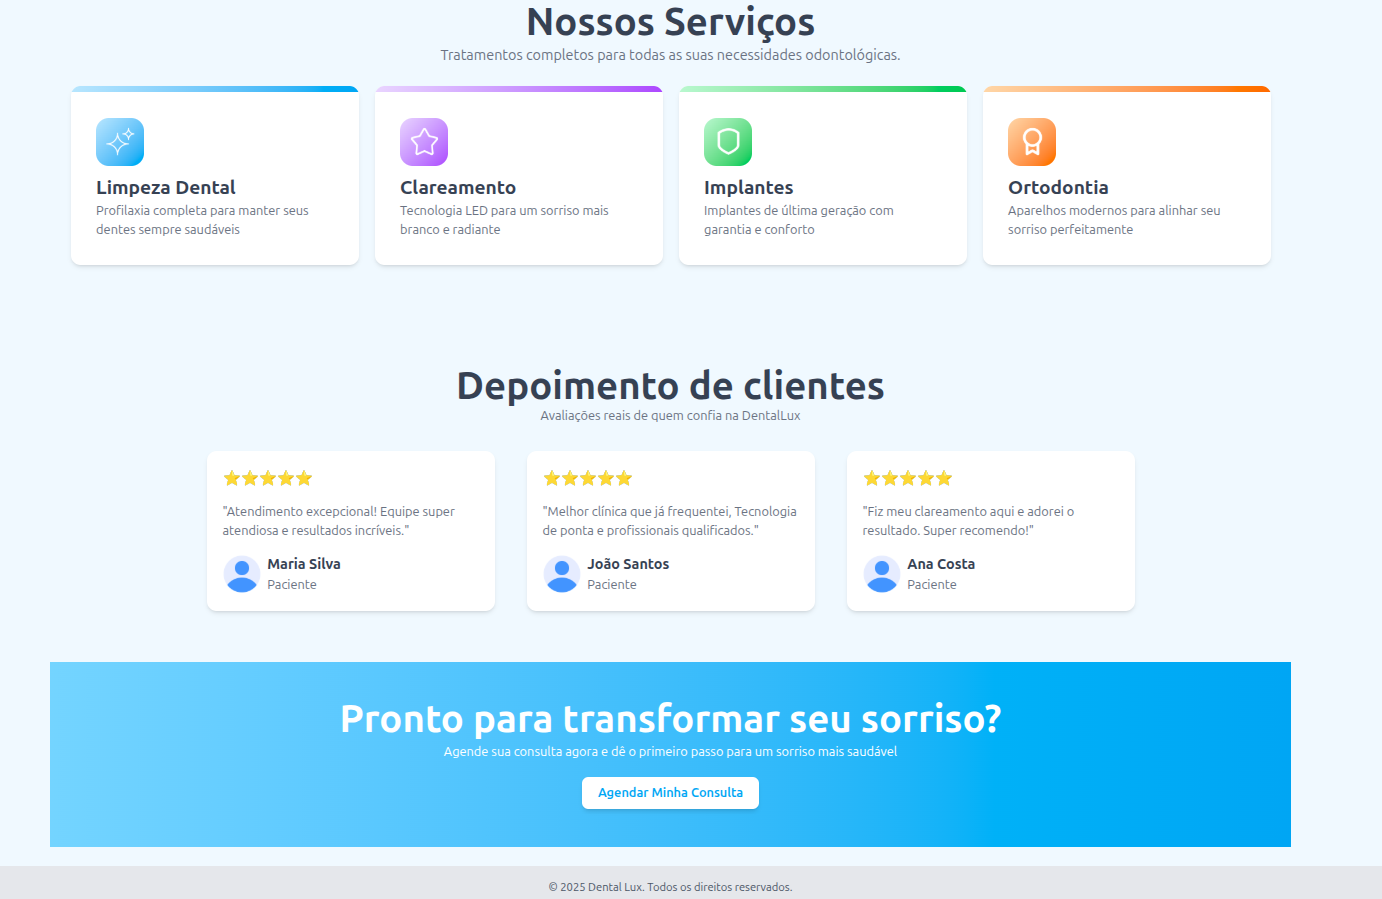 Nossos Serviços
Tratamentos completos para todas as suas necessidades odontológicas.
Limpeza Dental
Profilaxia completa para manter seus
dentes sempre saudáveis
Clareamento
Tecnologia LED para um sorriso mais
branco e radiante
Implantes
Implantes de última geração com
garantia e conforto
Ortodontia
Aparelhos modernos para alinhar seu
sorriso perfeitamente
Depoimento de clientes
Avaliações reais de quem confia na DentalLux
"Atendimento excepcional! Equipe super
atendiosa e resultados incríveis."
Maria Silva
Paciente
"Melhor clínica que já frequentei, Tecnologia
de ponta e profissionais qualificados."
João Santos
Paciente
"Fiz meu clareamento aqui e adorei o
resultado. Super recomendo!"
Ana Costa
Paciente
Pronto para transformar seu sorriso?
Agende sua consulta agora e dê o primeiro passo para um sorriso mais saudável
Agendar Minha Consulta
© 2025 Dental Lux. Todos os direitos reservados.